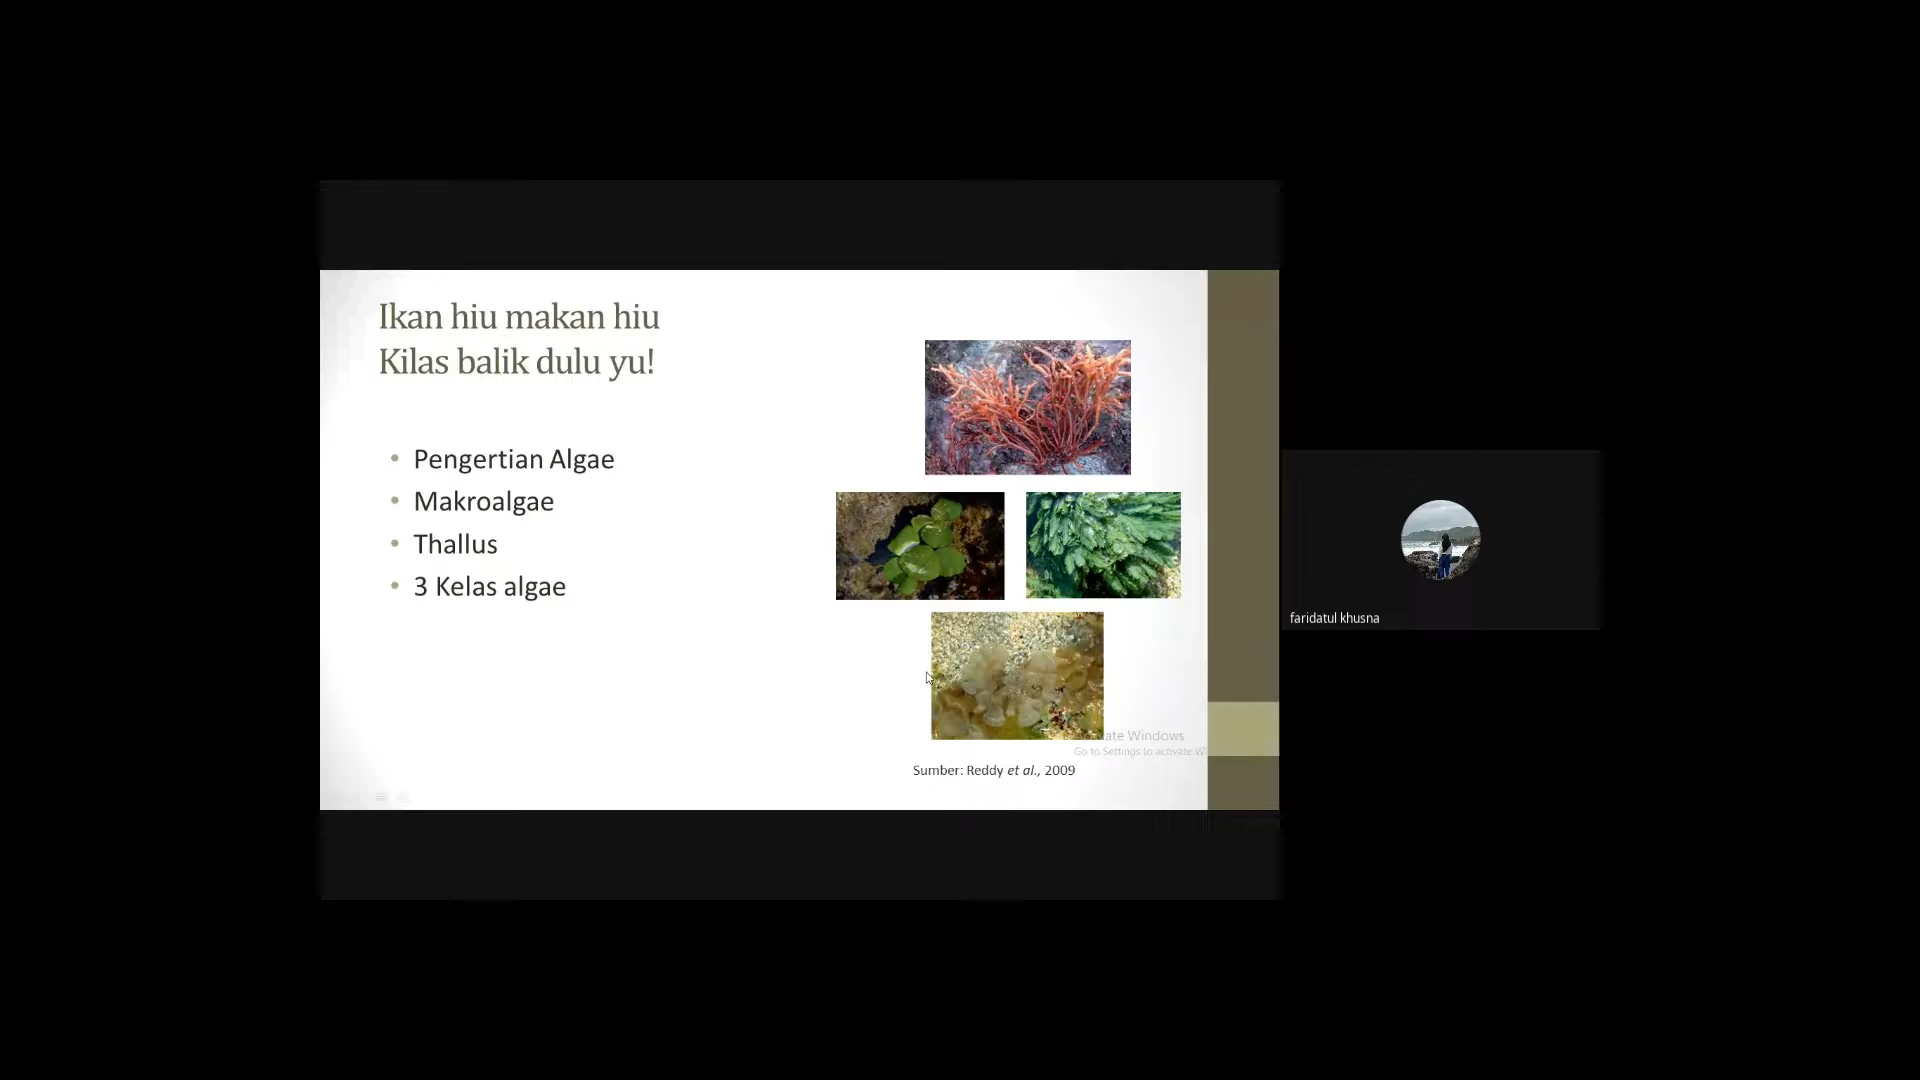 Ikan hiu makan hiu
Kilas balik dulu yu!
• Pengertian Algae
• Makroalgae
• Thallus
• 3 Kelas algae
Windows
Go to Settings to activate
Sumber: Reddy et al., 2009
faridatul khusna